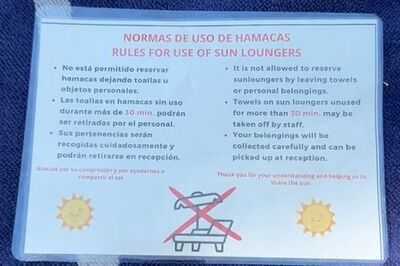 NORMAS DE USO DE HAMACAS
RULES FOR USE OF SUN LOUNGERS
• No está permitido reservar
hamacas dejando toallas u
objetos personales.
• Las toallas en hamacas sin uso
durante más de 30 min. podrán
ser retiradas por el personal.
• Sus pertenencias serán
recogidas cuidadosamente y
podrán retirarse en recepción.
• It is not allowed to reserve
sunloungers by leaving towels
or personal belongings.
• Towels on sun loungers unused
for more than 30 min. may be
taken off by staff.
• Your belongings will be
collected carefully and can be
picked up at reception.
Gracias por su comprensión y por ayudarnos a
compartir el sol
Thank you for your understanding and helping us to
share the sun